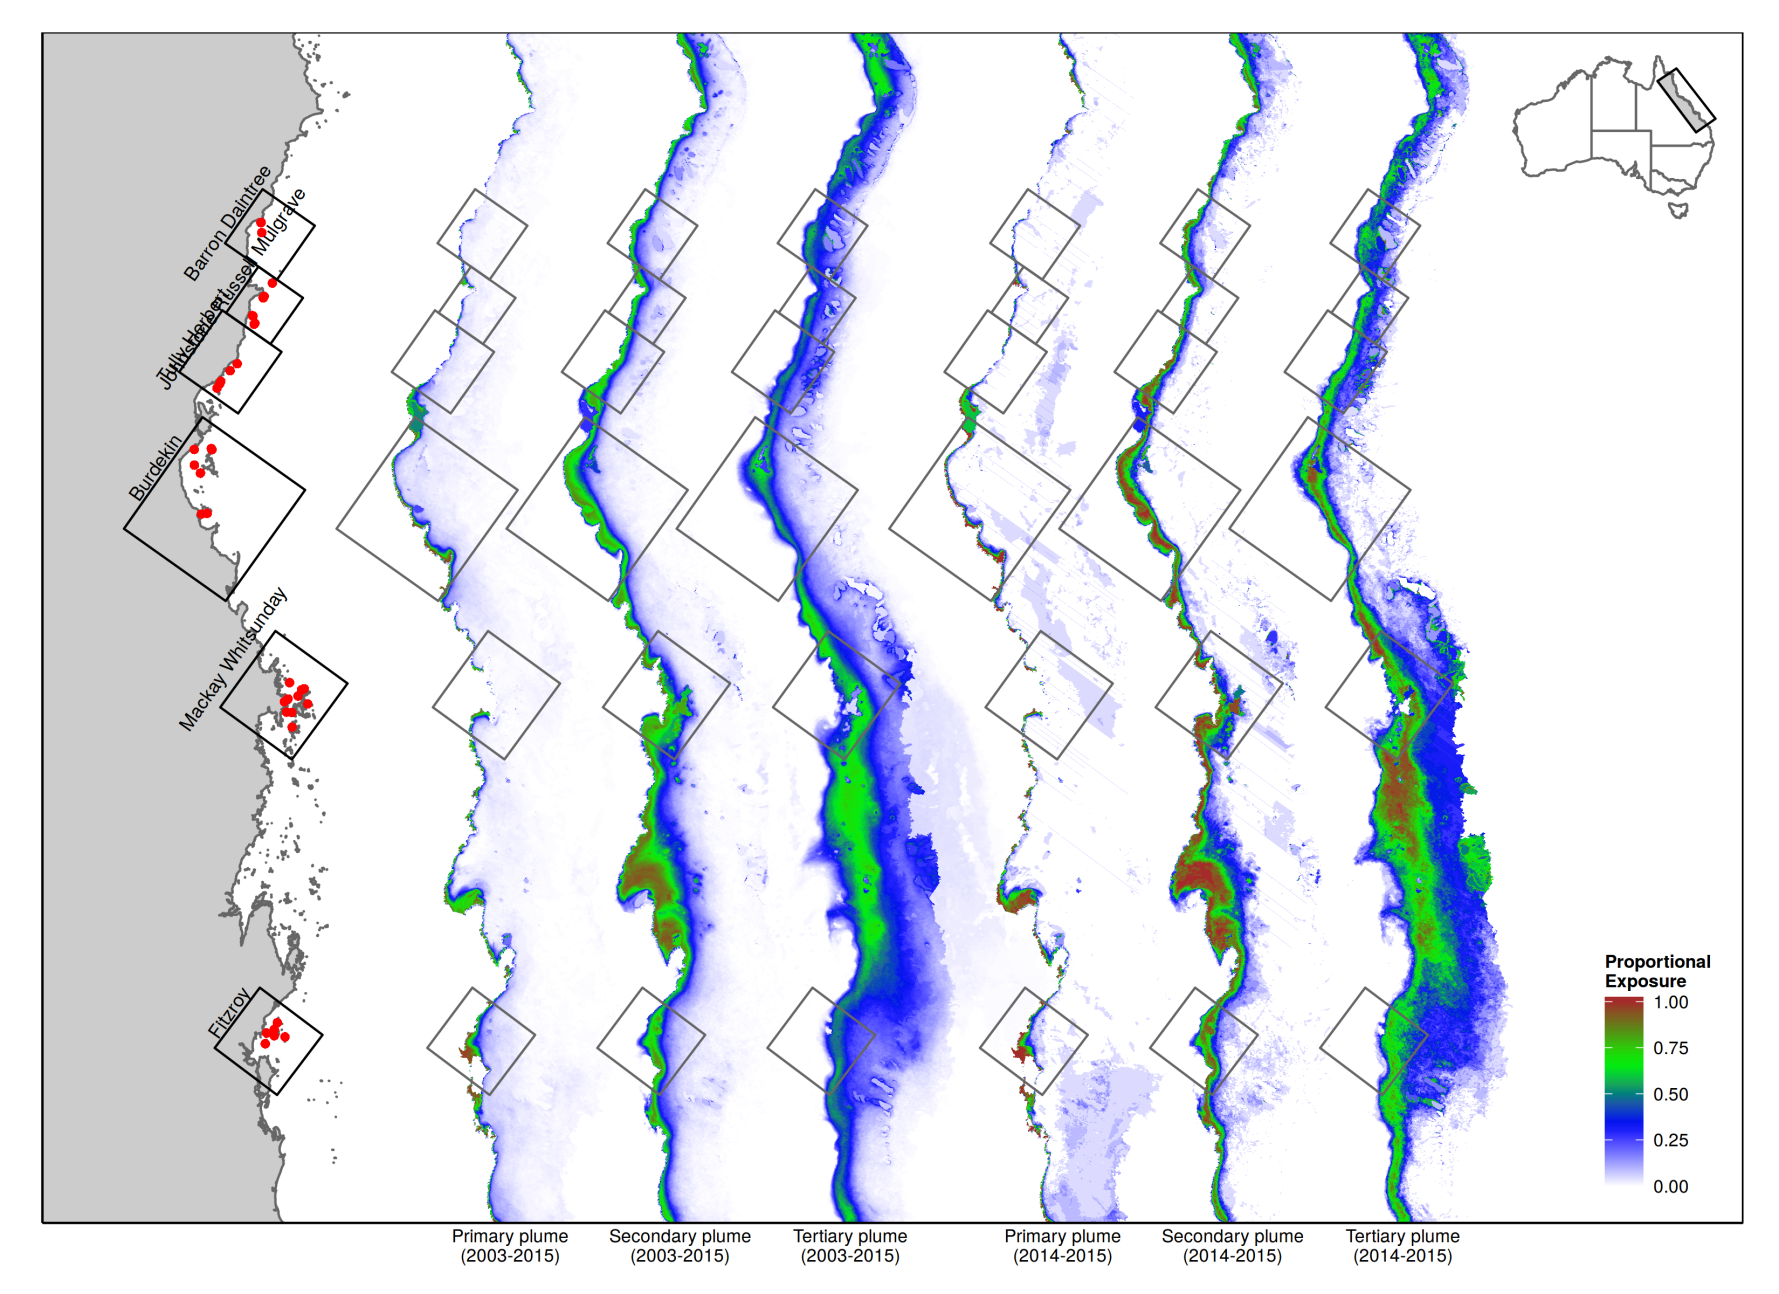 Barron Daintree
Russell Mulgrave
Tully Herbert
Burdekin
Mackay Whitsunday
Fitzroy
Proportional
Exposure
1.00
0.75
0.50
0.25
0.00
Primary plume
(2003-2015)
Secondary plume
(2003-2015)
Tertiary plume
(2003-2015)
Primary plume
(2014-2015)
Secondary plume
(2014-2015)
Tertiary plume
(2014-2015)